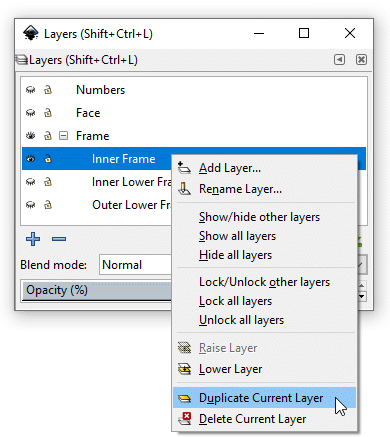 Layers (Shift+Ctrl+L)
Layers (Shift+Ctrl+L)
Numbers
Face
Frame
Inner Frame
Inner Lower Fra
Outer Lower Fra
Add Layer...
Rename Layer...
Show/hide other layers
Show all layers
Hide all layers
Lock/Unlock other layers
Lock all layers
Unlock all layers
Raise Layer
Lower Layer
Duplicate Current Layer
Delete Current Layer
Blend mode: Normal
Opacity (%)